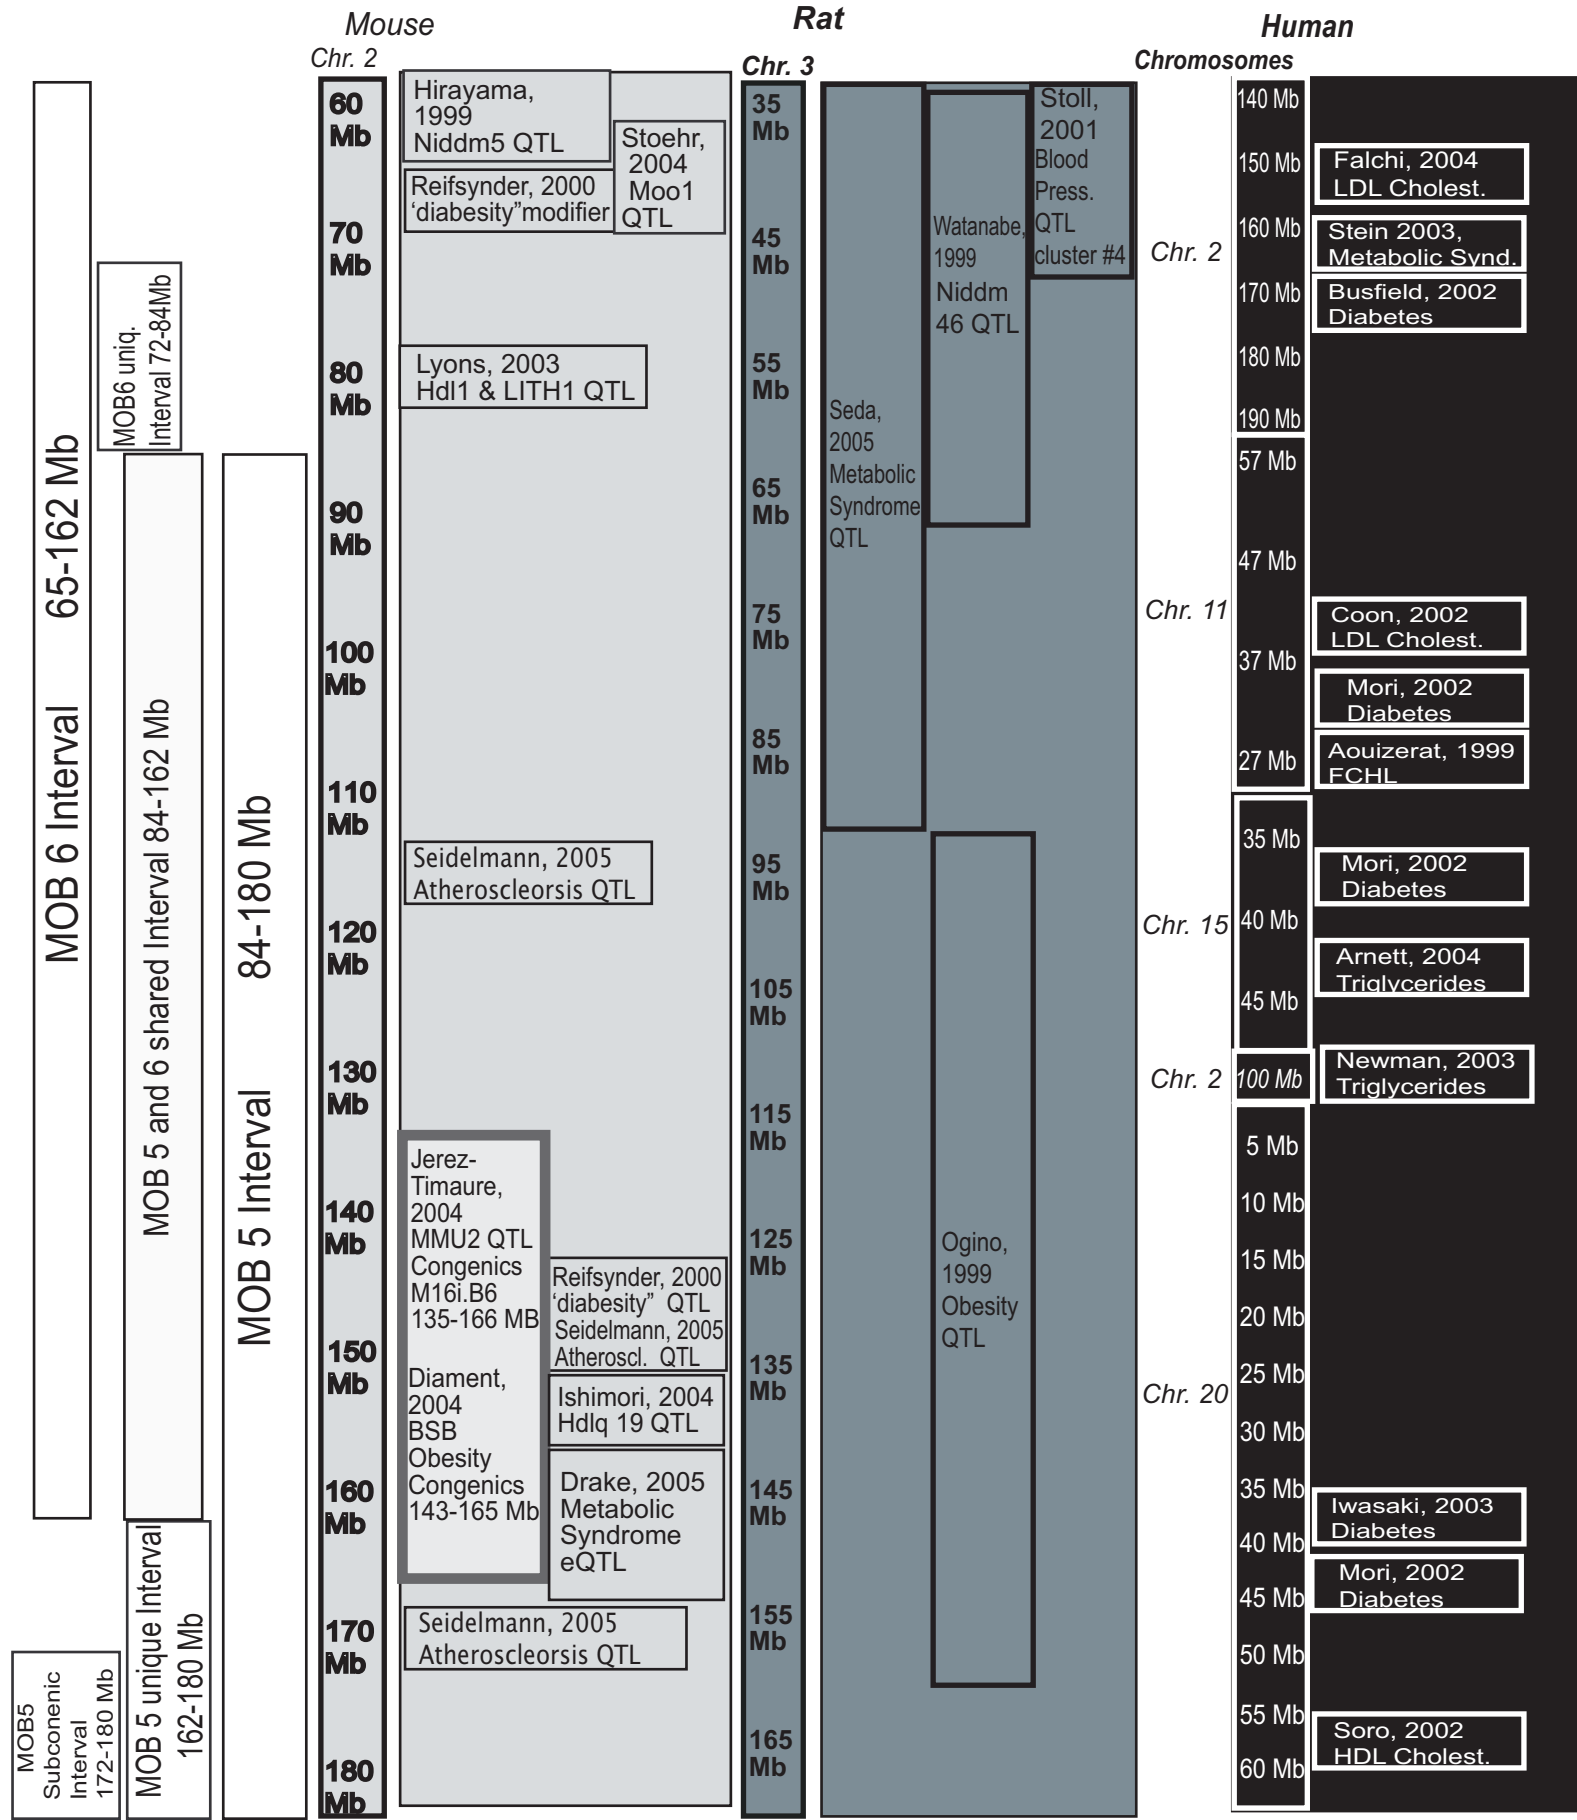 Mouse
Rat
Human
Chr. 2
Chr. 3
Chromosomes
65-162 Mb
MOB 6 Interval
MOB6 uniq.
Interval 72-84Mb
MOB 5 and 6 shared Interval 84-162 Mb
84-180 Mb
MOB 5 Interval
MOB 5 unique Interval
162-180 Mb
MOB5
Subconenic
Interval
172-180 Mb
60
Mb
70
Mb
80
Mb
90
Mb
100
Mb
110
Mb
120
Mb
130
Mb
140
Mb
150
Mb
160
Mb
170
Mb
180
Mb
Hirayama,
1999
Niddm5 QTL
Stoehr,
2004
Moo1
QTL
Reifsynder, 2000
‘diabesity”modifier
Lyons, 2003
Hdl1 & LITH1 QTL
Seidelmann, 2005
Atheroscleorsis QTL
Jerez-
Timaure,
2004
MMU2 QTL
Congenics
M16i.B6
135-166 MB
Diament,
2004
BSB
Obesity
Congenics
143-165 Mb
Reifsynder, 2000
‘diabesity” QTL
Seidelmann, 2005
Atheroscl. QTL
Ishimori, 2004
Hdlq 19 QTL
Drake, 2005
Metabolic
Syndrome
eQTL
Seidelmann, 2005
Atheroscleorsis QTL
35
Mb
45
Mb
55
Mb
65
Mb
75
Mb
85
Mb
95
Mb
105
Mb
115
Mb
125
Mb
135
Mb
145
Mb
155
Mb
165
Mb
Seda,
2005
Metabolic
Syndrome
QTL
Watanabe,
1999
Niddm
46 QTL
Stoll,
2001
Blood
Press.
QTL
cluster #4
Ogino,
1999
Obesity
QTL
Chr. 2
Chr. 11
Chr. 15
Chr. 2
Chr. 20
140 Mb
150 Mb
160 Mb
170 Mb
180 Mb
190 Mb
57 Mb
47 Mb
37 Mb
27 Mb
35 Mb
40 Mb
45 Mb
100 Mb
5 Mb
10 Mb
15 Mb
20 Mb
25 Mb
30 Mb
35 Mb
40 Mb
45 Mb
50 Mb
55 Mb
60 Mb
Falchi, 2004
LDL Cholest.
Stein 2003,
Metabolic Synd.
Busfield, 2002
Diabetes
Coon, 2002
LDL Cholest.
Mori, 2002
Diabetes
Aouizerat, 1999
FCHL
Mori, 2002
Diabetes
Arnett, 2004
Triglycerides
Newman, 2003
Triglycerides
Iwasaki, 2003
Diabetes
Mori, 2002
Diabetes
Soro, 2002
HDL Cholest.